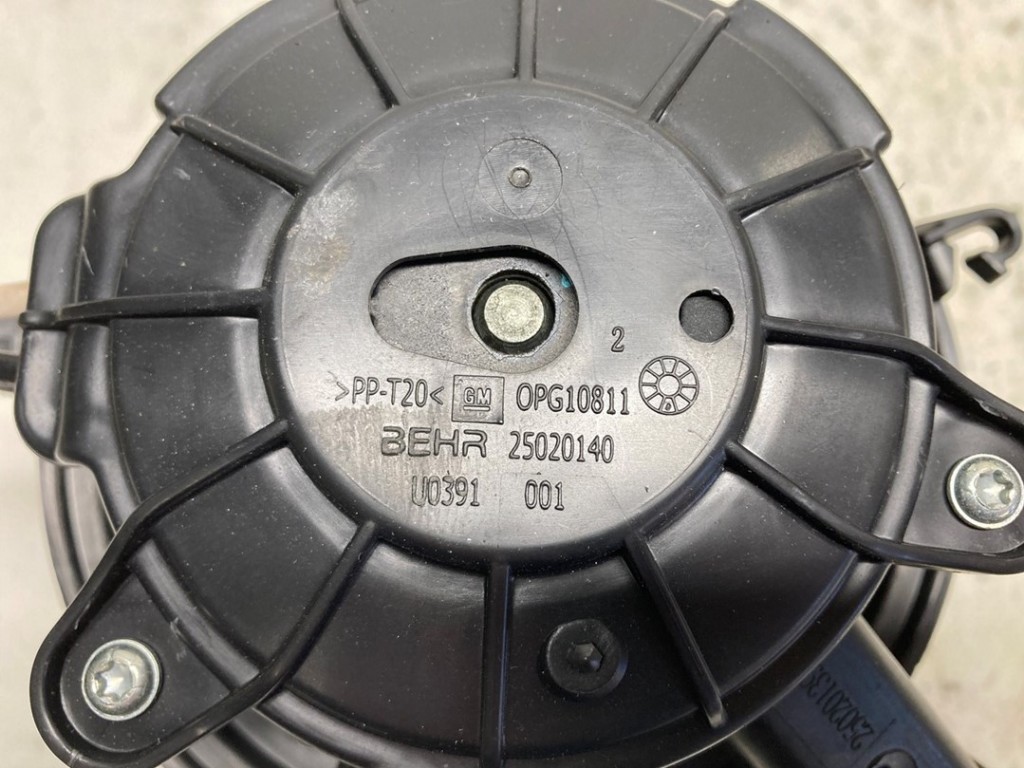 2
>PP-T20< GM OPG10811
BEHR 25020140
U0391 001